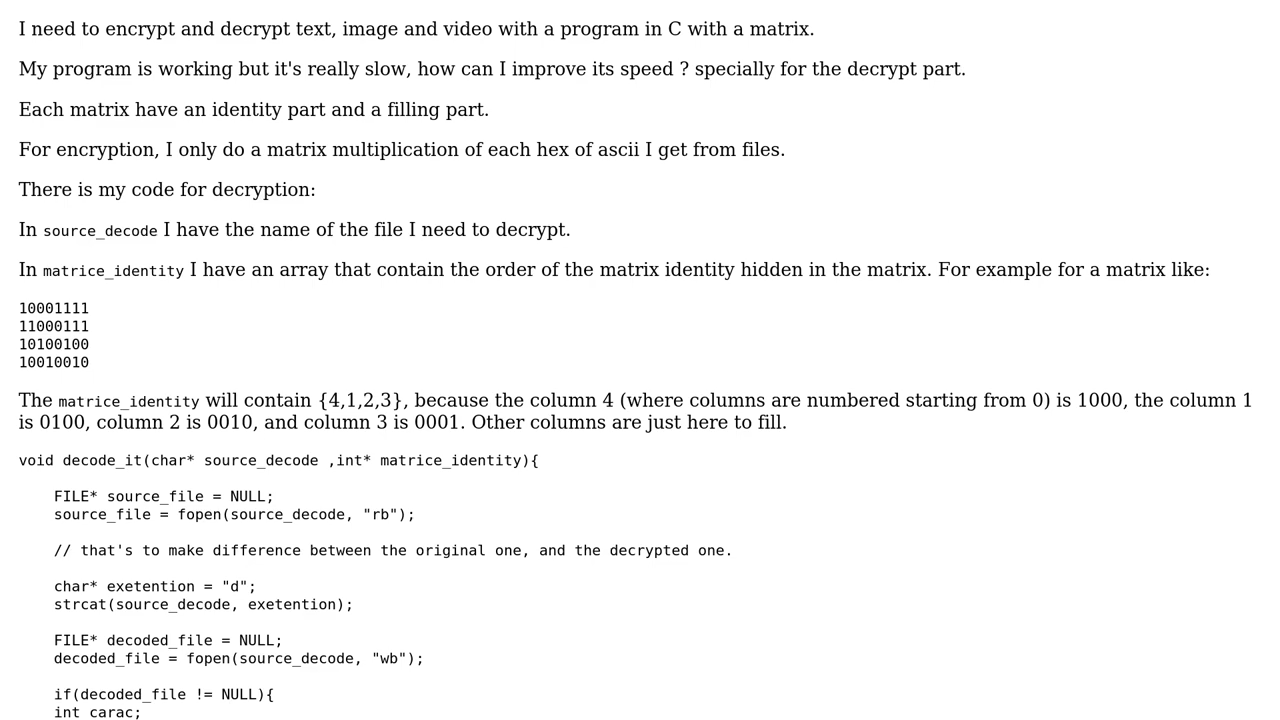 I need to encrypt and decrypt text, image and video with a program in C with a matrix.
My program is working but it's really slow, how can I improve its speed ? specially for the decrypt part.
Each matrix have an identity part and a filling part.
For encryption, I only do a matrix multiplication of each hex of ascii I get from files.
There is my code for decryption:
In source_decode I have the name of the file I need to decrypt.
In matrice_identity I have an array that contain the order of the matrix identity hidden in the matrix. For example for a matrix like:
10001111
11000111
10100100
10010010
The matrice_identity will contain {4,1,2,3}, because the column 4 (where columns are numbered starting from 0) is 1000, the column 1
is 0100, column 2 is 0010, and column 3 is 0001. Other columns are just here to fill.
void decode_it(char* source_decode ,int* matrice_identity){
    FILE* source_file = NULL;
    source_file = fopen(source_decode, "rb");
    // that's to make difference between the original one, and the decrypted one.
    char* exetention = "d";
    strcat(source_decode, exetention);
    FILE* decoded_file = NULL;
    decoded_file = fopen(source_decode, "wb");
    if(decoded_file != NULL){
    int carac;